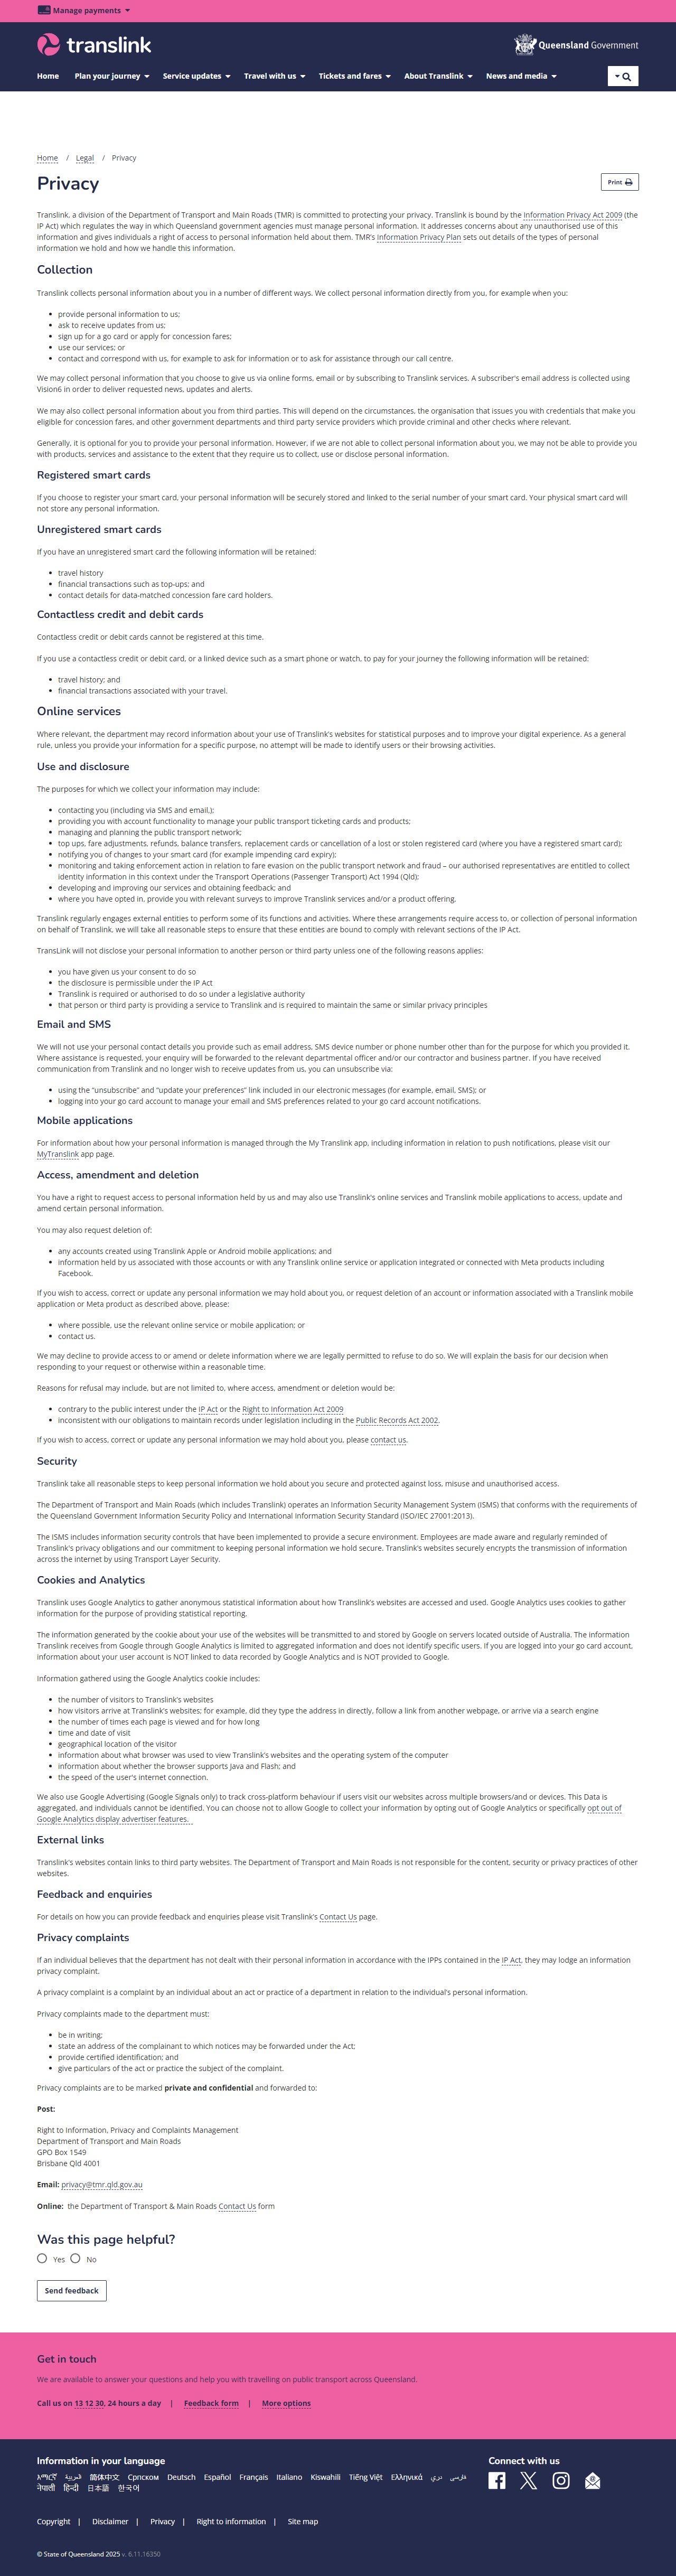 Manage payments
translink
Queensland Government
Home Plan your journey Service updates Travel with us Tickets and fares About Translink News and media
Home / Legal / Privacy
Privacy
Print
Translink, a division of the Department of Transport and Main Roads (TMR) is committed to protecting your privacy. Translink is bound by the Information Privacy Act 2009 (the
IP Act) which regulates the way in which Queensland government agencies must manage personal information. It addresses concerns about any unauthorised use of this
information and gives individuals a right of access to personal information held about them. TMR's Information Privacy Plan sets out details of the types of personal
information we hold and how we handle this information.
Collection
Translink collects personal information about you in a number of different ways. We collect personal information directly from you, for example when you:
• provide personal information to us;
• ask to receive updates from us;
• sign up for a go card or apply for concession fares;
• use our services; or
• contact and correspond with us, for example to ask for information or to ask for assistance through our call centre.
We may collect personal information that you choose to give us via online forms, email or by subscribing to Translink services. A subscriber's email address is collected using
Vision6 in order to deliver requested news, updates and alerts.
We may also collect personal information about you from third parties. This will depend on the circumstances, the organisation that issues you with credentials that make you
eligible for concession fares, and other government departments and third party service providers which provide criminal and other checks where relevant.
Generally, it is optional for you to provide your personal information. However, if we are not able to collect personal information about you, we may not be able to provide you
with products, services and assistance to the extent that they require us to collect, use or disclose personal information.
Registered smart cards
If you choose to register your smart card, your personal information will be securely stored and linked to the serial number of your smart card. Your physical smart card will
not store any personal information.
Unregistered smart cards
If you have an unregistered smart card the following information will be retained:
• travel history
• financial transactions such as top-ups; and
• contact details for data-matched concession fare card holders.
Contactless credit and debit cards
Contactless credit or debit cards cannot be registered at this time.
If you use a contactless credit or debit card, or a linked device such as a smart phone or watch, to pay for your journey the following information will be retained:
• travel history; and
• financial transactions associated with your travel.
Online services
Where relevant, the department may record information about your use of Translink's websites for statistical purposes and to improve your digital experience. As a general
rule, unless you provide your information for a specific purpose, no attempt will be made to identify users or their browsing activities.
Use and disclosure
The purposes for which we collect your information may include:
• contacting you (including via SMS and email,);
• providing you with account functionality to manage your public transport ticketing cards and products;
• managing and planning the public transport network;
• top ups, fare adjustments, refunds, balance transfers, replacement cards or cancellation of a lost or stolen registered card (where you have a registered smart card);
• notifying you of changes to your smart card (for example impending card expiry);
• monitoring and taking enforcement action in relation to fare evasion on the public transport network and fraud – our authorised representatives are entitled to collect
identity information in this context under the Transport Operations (Passenger Transport) Act 1994 (Qld);
• developing and improving our services and obtaining feedback; and
• where you have opted in, provide you with relevant surveys to improve Translink services and/or a product offering.
Translink regularly engages external entities to perform some of its functions and activities. Where these arrangements require access to, or collection of personal information
on behalf of Translink, we will take all reasonable steps to ensure that these entities are bound to comply with relevant sections of the IP Act.
TransLink will not disclose your personal information to another person or third party unless one of the following reasons applies:
• you have given us your consent to do so
• the disclosure is permissible under the IP Act
• Translink is required or authorised to do so under a legislative authority
• that person or third party is providing a service to Translink and is required to maintain the same or similar privacy principles
Email and SMS
We will not use your personal contact details you provide such as email address, SMS device number or phone number other than for the purpose for which you provided it.
Where assistance is requested, your enquiry will be forwarded to the relevant departmental officer and/or our contractor and business partner. If you have received
communication from Translink and no longer wish to receive updates from us, you can unsubscribe via:
• using the “unsubscribe” and “update your preferences” link included in our electronic messages (for example, email, SMS); or
• logging into your go card account to manage your email and SMS preferences related to your go card account notifications.
Mobile applications
For information about how your personal information is managed through the My Translink app, including information in relation to push notifications, please visit our
MyTranslink app page.
Access, amendment and deletion
You have a right to request access to personal information held by us and may also use Translink's online services and Translink mobile applications to access, update and
amend certain personal information.
You may also request deletion of:
• any accounts created using Translink Apple or Android mobile applications; and
• information held by us associated with those accounts or with any Translink online service or application integrated or connected with Meta products including
Facebook.
If you wish to access, correct or update any personal information we may hold about you, or request deletion of an account or information associated with a Translink mobile
application or Meta product as described above, please:
• where possible, use the relevant online service or mobile application; or
• contact us.
We may decline to provide access to or amend or delete information where we are legally permitted to refuse to do so. We will explain the basis for our decision when
responding to your request or otherwise within a reasonable time.
Reasons for refusal may include, but are not limited to, where access, amendment or deletion would be:
• contrary to the public interest under the IP Act or the Right to Information Act 2009
• inconsistent with our obligations to maintain records under legislation including in the Public Records Act 2002.
If you wish to access, correct or update any personal information we may hold about you, please contact us.
Security
Translink take all reasonable steps to keep personal information we hold about you secure and protected against loss, misuse and unauthorised access.
The Department of Transport and Main Roads (which includes Translink) operates an Information Security Management System (ISMS) that conforms with the requirements of
the Queensland Government Information Security Policy and International Information Security Standard (ISO/IEC 27001:2013).
The ISMS includes information security controls that have been implemented to provide a secure environment. Employees are made aware and regularly reminded of
Translink's privacy obligations and our commitment to keeping personal information we hold secure. Translink's websites securely encrypts the transmission of information
across the internet by using Transport Layer Security.
Cookies and Analytics
Translink uses Google Analytics to gather anonymous statistical information about how Translink's websites are accessed and used. Google Analytics uses cookies to gather
information for the purpose of providing statistical reporting.
The information generated by the cookie about your use of the websites will be transmitted to and stored by Google on servers located outside of Australia. The information
Translink receives from Google through Google Analytics is limited to aggregated information and does not identify specific users. If you are logged into your go card account,
information about your user account is NOT linked to data recorded by Google Analytics and is NOT provided to Google.
Information gathered using the Google Analytics cookie includes:
• the number of visitors to Translink's websites
• how visitors arrive at Translink's websites; for example, did they type the address in directly, follow a link from another webpage, or arrive via a search engine
• the number of times each page is viewed and for how long
• time and date of visit
• geographical location of the visitor
• information about what browser was used to view Translink's websites and the operating system of the computer
• information about whether the browser supports Java and Flash; and
• the speed of the user's internet connection.
We also use Google Advertising (Google Signals only) to track cross-platform behaviour if users visit our websites across multiple browsers/and or devices. This Data is
aggregated, and individuals cannot be identified. You can choose not to allow Google to collect your information by opting out of Google Analytics or specifically opt out of
Google Analytics display advertiser features.
External links
Translink's websites contain links to third party websites. The Department of Transport and Main Roads is not responsible for the content, security or privacy practices of other
websites.
Feedback and enquiries
For details on how you can provide feedback and enquiries please visit Translink's Contact Us page.
Privacy complaints
If an individual believes that the department has not dealt with their personal information in accordance with the IPPs contained in the IP Act, they may lodge an information
privacy complaint.
A privacy complaint is a complaint by an individual about an act or practice of a department in relation to the individual's personal information.
Privacy complaints made to the department must:
• be in writing;
• state an address of the complainant to which notices may be forwarded under the Act;
• provide certified identification; and
• give particulars of the act or practice the subject of the complaint.
Privacy complaints are to be marked private and confidential and forwarded to:
Post:
Right to Information, Privacy and Complaints Management
Department of Transport and Main Roads
GPO Box 1549
Brisbane Qld 4001
Email: privacy@tmr.qld.gov.au
Online: the Department of Transport & Main Roads Contact Us form
Was this page helpful?
Yes No
Send feedback
Get in touch
We are available to answer your questions and help you with travelling on public transport across Queensland.
Call us on 13 12 30, 24 hours a day | Feedback form | More options
Information in your language
Connect with us
አማርኛ العربية 简体中文 Српском Deutsch Español Français Italiano Kiswahili Tiếng Việt Ελληνικά دری فارسی
नेपाली हिन्दी 日本語 한국어
Copyright | Disclaimer | Privacy | Right to information | Site map
© State of Queensland 2025 v. 6.11.16350